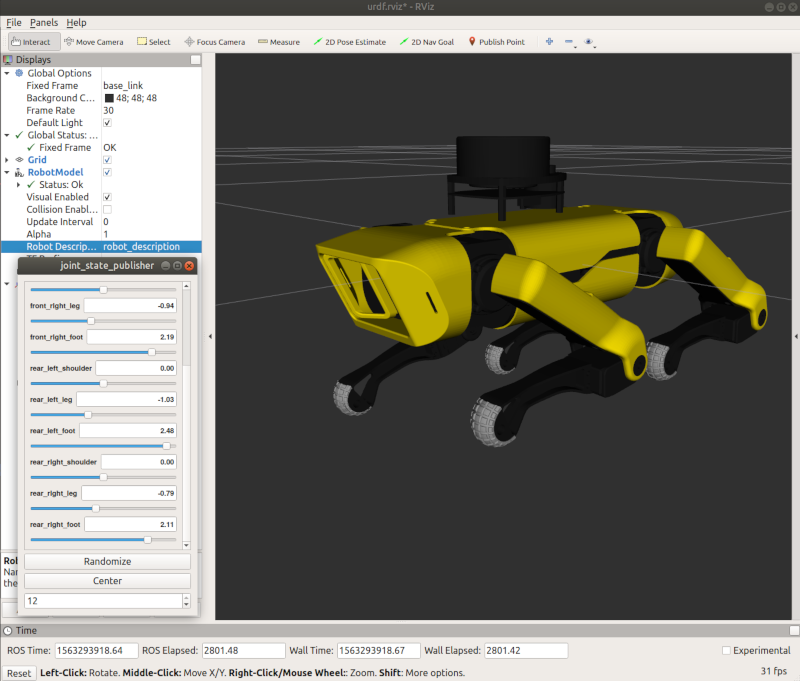 urdf.rviz* - RViz
File Panels Help
Interact Move Camera Select Focus Camera Measure 2D Pose Estimate 2D Nav Goal Publish Point
Displays
Global Options
Fixed Frame base_link
Background C... 48; 48; 48
Frame Rate 30
Default Light
Global Status: ...
Fixed Frame OK
Grid
RobotModel
Status: Ok
Visual Enabled
Collision Enabl...
Update Interval 0
Alpha 1
Robot Descrip... robot_description
joint_state_publisher
front_right_leg -0.94
front_right_foot 2.19
rear_left_shoulder 0.00
rear_left_leg -1.03
rear_left_foot 2.48
rear_right_shoulder 0.00
rear_right_leg -0.79
rear_right_foot 2.11
Randomize
Center
12
Time
ROS Time: 1563293918.64 ROS Elapsed: 2801.48 Wall Time: 1563293918.67 Wall Elapsed: 2801.42 Experimental
Reset Left-Click: Rotate. Middle-Click: Move X/Y. Right-Click/Mouse Wheel:: Zoom. Shift: More options. 31 fps